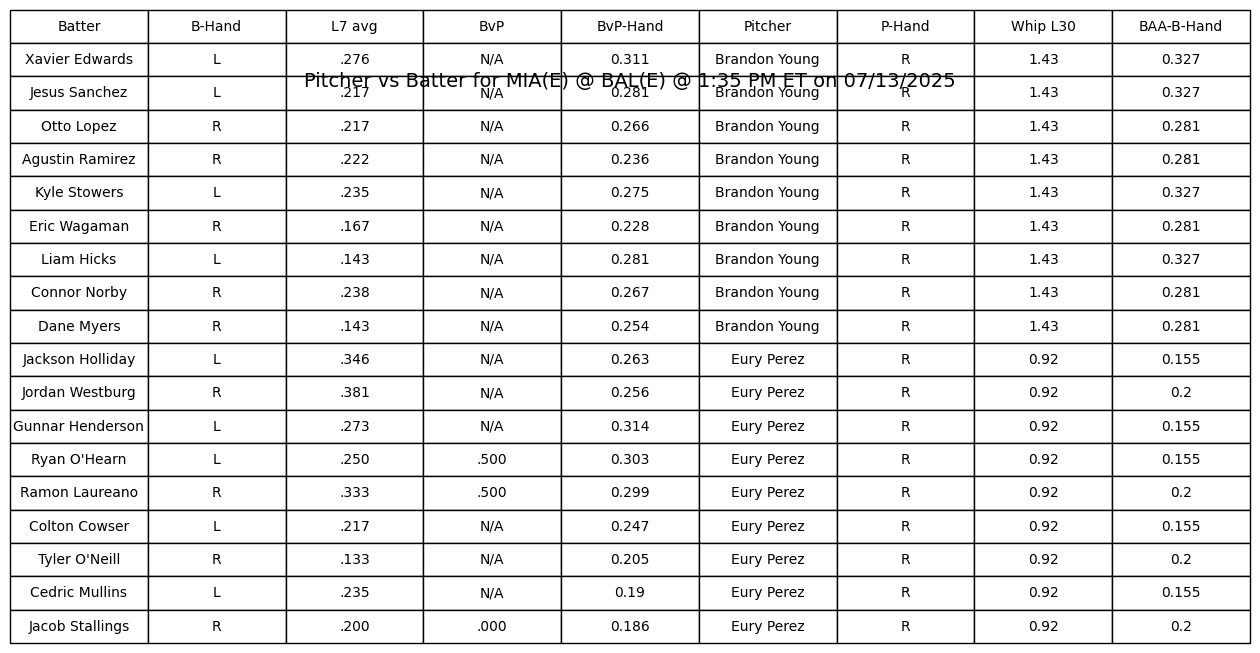 Batter B-Hand L7 avg BvP BvP-Hand Pitcher P-Hand Whip L30 BAA-B-Hand
Xavier Edwards L .276 N/A 0.311 Brandon Young R 1.43 0.327
Pitcher vs Batter for MIA(E) @ BAL(E) @ 1:35 PM ET on 07/13/2025
Jesus Sanchez L .217 N/A 0.281 Brandon Young R 1.43 0.327
Otto Lopez R .217 N/A 0.266 Brandon Young R 1.43 0.281
Agustin Ramirez R .222 N/A 0.236 Brandon Young R 1.43 0.281
Kyle Stowers L .235 N/A 0.275 Brandon Young R 1.43 0.327
Eric Wagaman R .167 N/A 0.228 Brandon Young R 1.43 0.281
Liam Hicks L .143 N/A 0.281 Brandon Young R 1.43 0.327
Connor Norby R .238 N/A 0.267 Brandon Young R 1.43 0.281
Dane Myers R .143 N/A 0.254 Brandon Young R 1.43 0.281
Jackson Holliday L .346 N/A 0.263 Eury Perez R 0.92 0.155
Jordan Westburg R .381 N/A 0.256 Eury Perez R 0.92 0.2
Gunnar Henderson L .273 N/A 0.314 Eury Perez R 0.92 0.155
Ryan O'Hearn L .250 .500 0.303 Eury Perez R 0.92 0.155
Ramon Laureano R .333 .500 0.299 Eury Perez R 0.92 0.2
Colton Cowser L .217 N/A 0.247 Eury Perez R 0.92 0.155
Tyler O'Neill R .133 N/A 0.205 Eury Perez R 0.92 0.2
Cedric Mullins L .235 N/A 0.19 Eury Perez R 0.92 0.155
Jacob Stallings R .200 .000 0.186 Eury Perez R 0.92 0.2